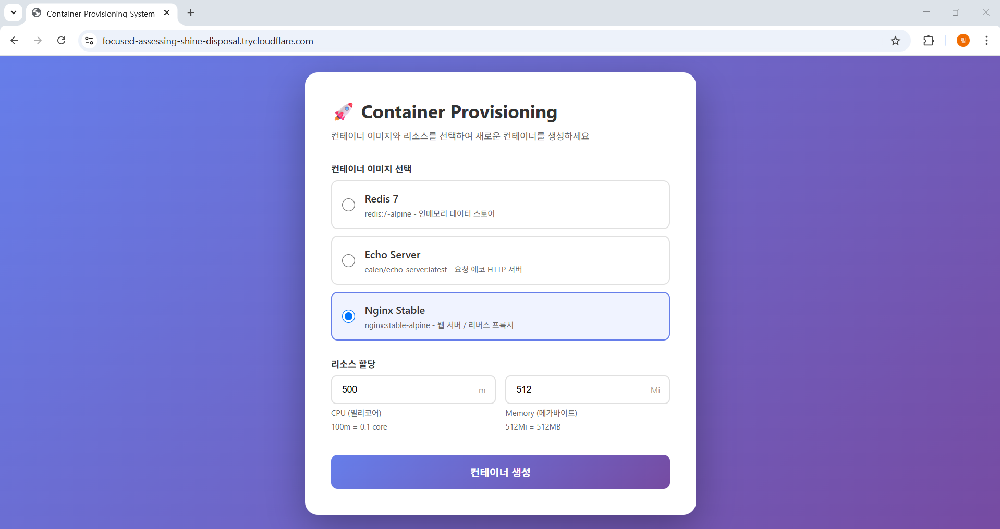 Container Provisioning System
focused-assessing-shine-disposal.trycloudflare.com
림
🚀 Container Provisioning
컨테이너 이미지와 리소스를 선택하여 새로운 컨테이너를 생성하세요
컨테이너 이미지 선택
Redis 7
redis:7-alpine - 인메모리 데이터 스토어
Echo Server
ealen/echo-server:latest - 요청 에코 HTTP 서버
Nginx Stable
nginx:stable-alpine - 웹 서버 / 리버스 프록시
리소스 할당
500 m
512 Mi
CPU (밀리코어)
100m = 0.1 core
Memory (메가바이트)
512Mi = 512MB
컨테이너 생성